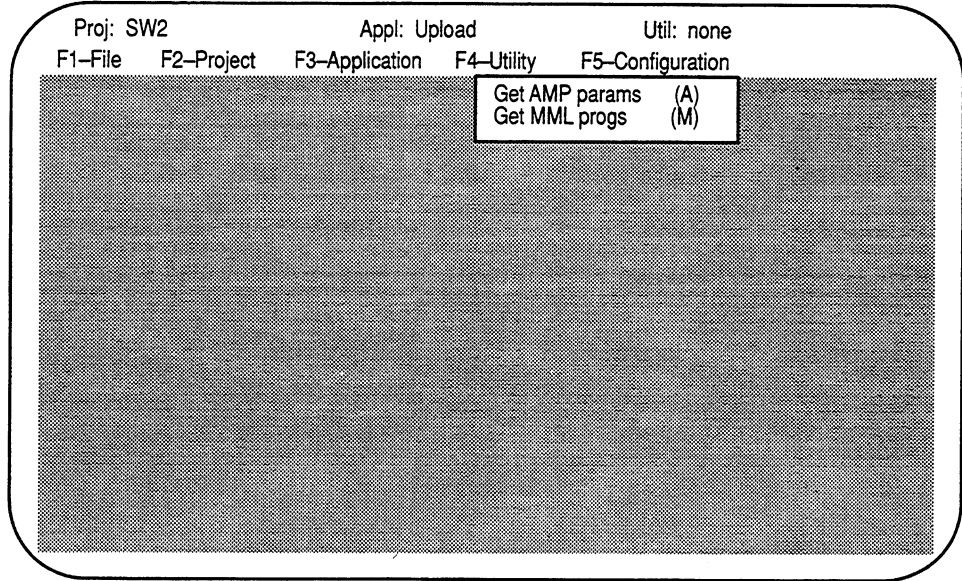 Proj: SW2 Appl: Upload Util: none
F1–File F2–Project F3–Application F4–Utility F5–Configuration
Get AMP params (A)
Get MML progs (M)